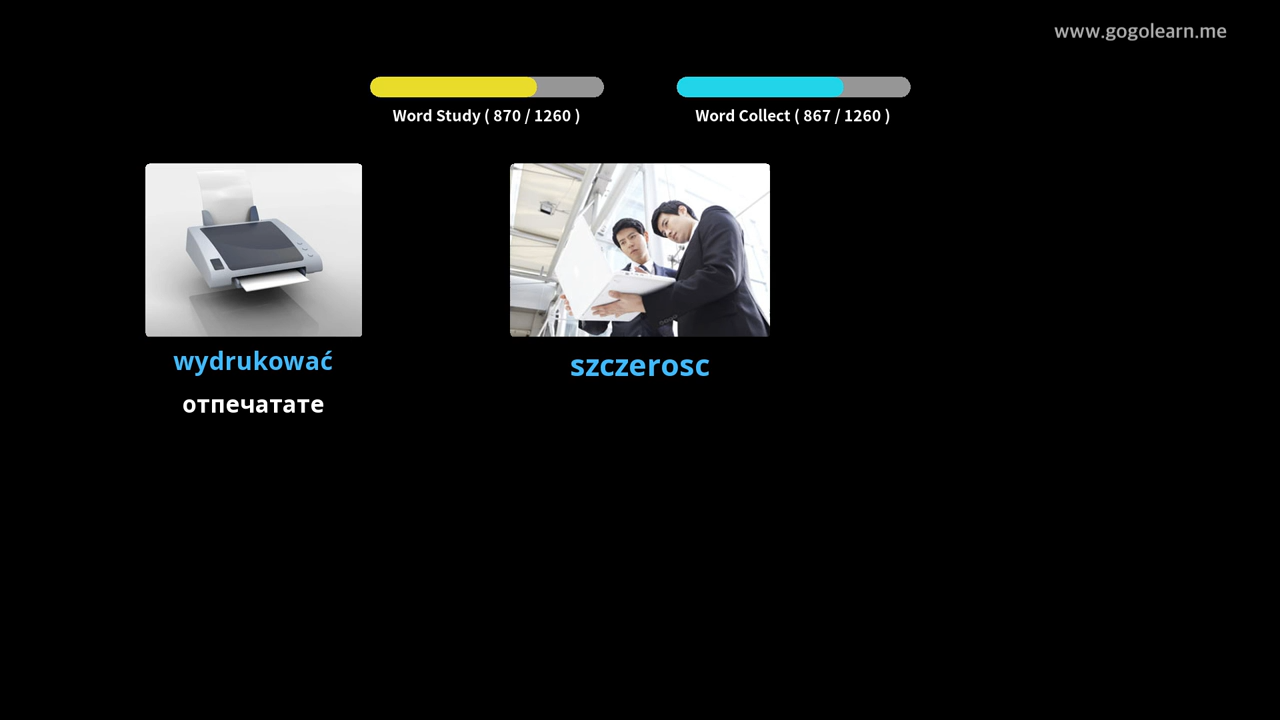 www.gogolearn.me
Word Study ( 870 / 1260 )
Word Collect ( 867 / 1260 )
wydrukować
отпечатате
szczerosc